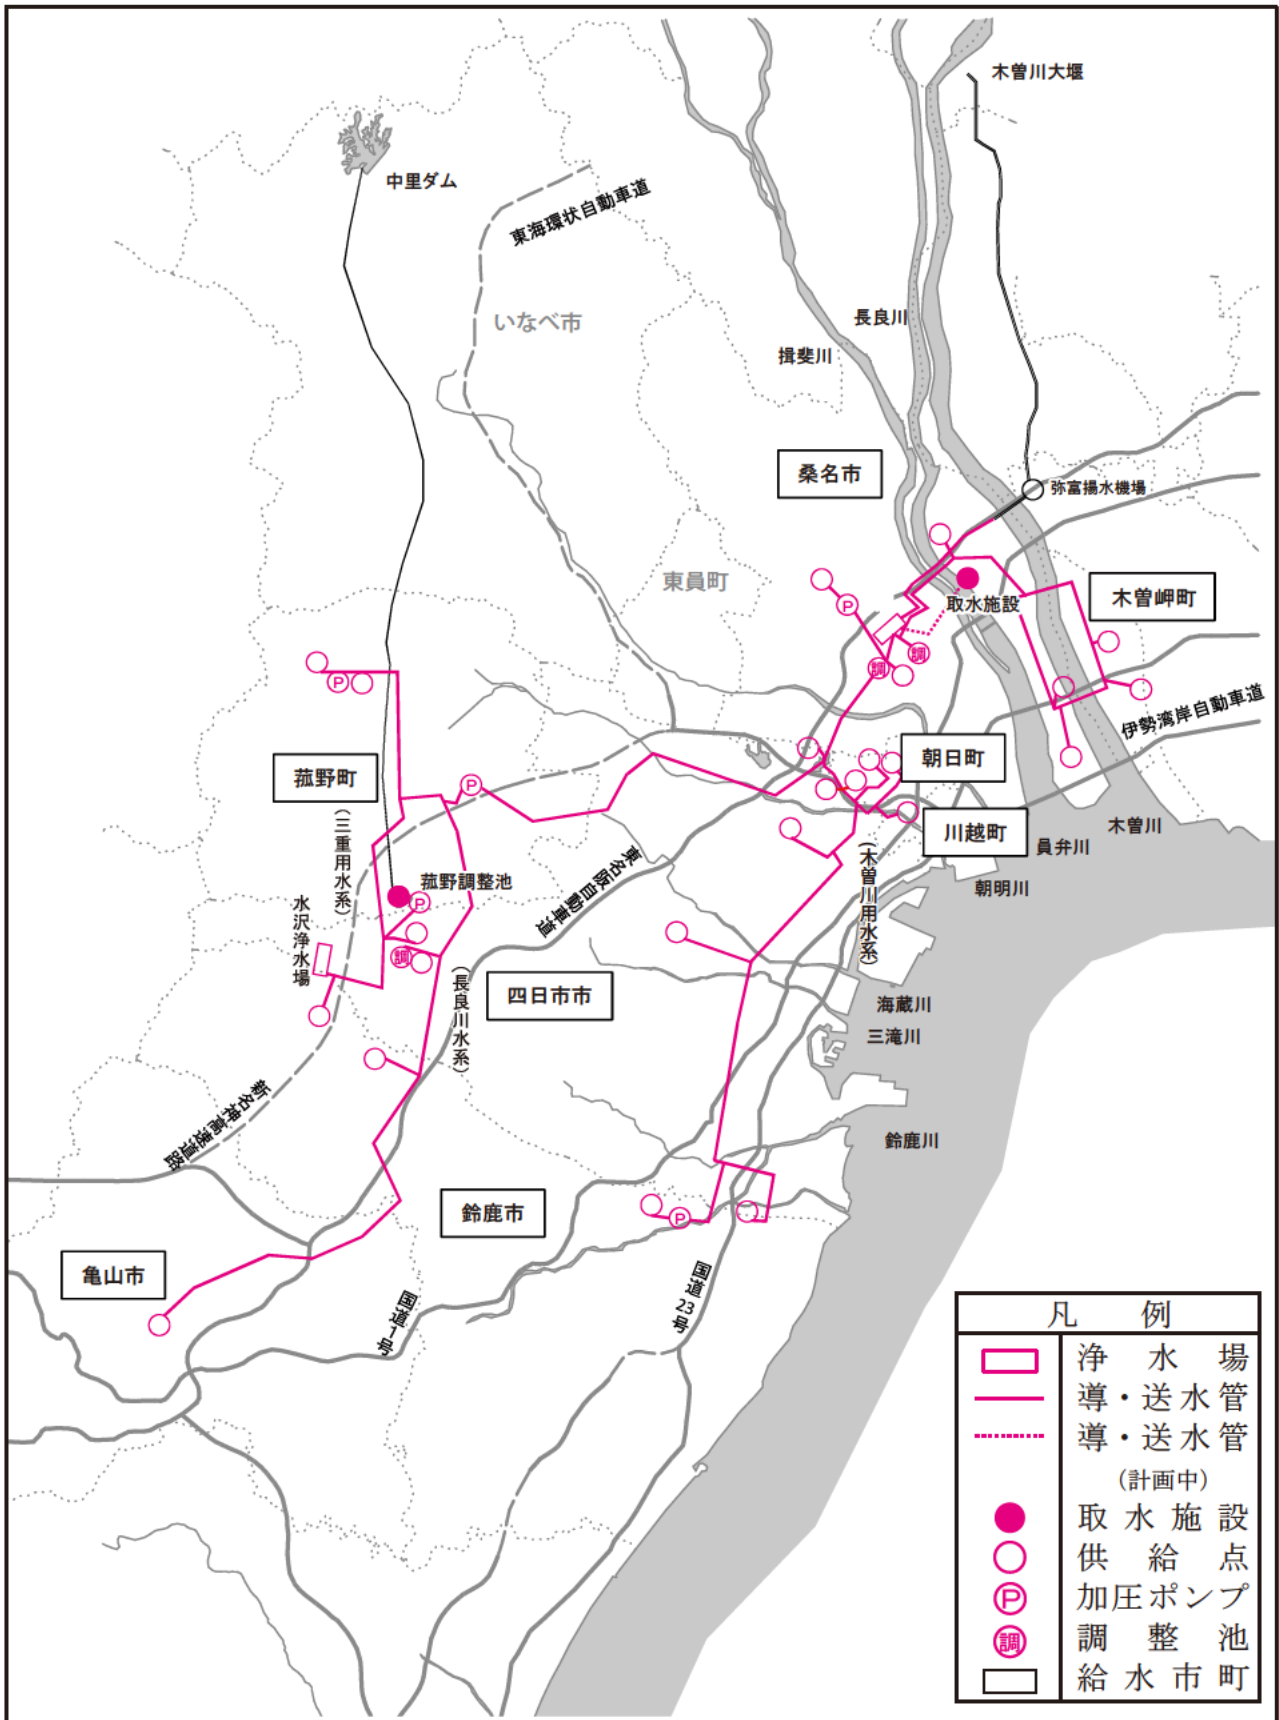 木曽川大堰
中里ダム
東海環状自動車道
いなべ市
長良川
揖斐川
桑名市
弥富揚水機場
東員町
取水施設
木曽岬町
P
調
調
P
伊勢湾岸自動車道
朝日町
菰野町
P
川越町
木曽川
員弁川
(三重用水系)
東名阪自動車道
(木曽川用水系)
朝明川
菰野調整池
P
水沢浄水場
調
(長良川水系)
四日市市
海蔵川
三滝川
新名神高速道路
鈴鹿川
鈴鹿市
P
亀山市
国道1号
国道23号
凡例
浄水場
導・送水管
導・送水管
(計画中)
取水施設
供給点
P 加圧ポンプ
調 調整池
給水市町